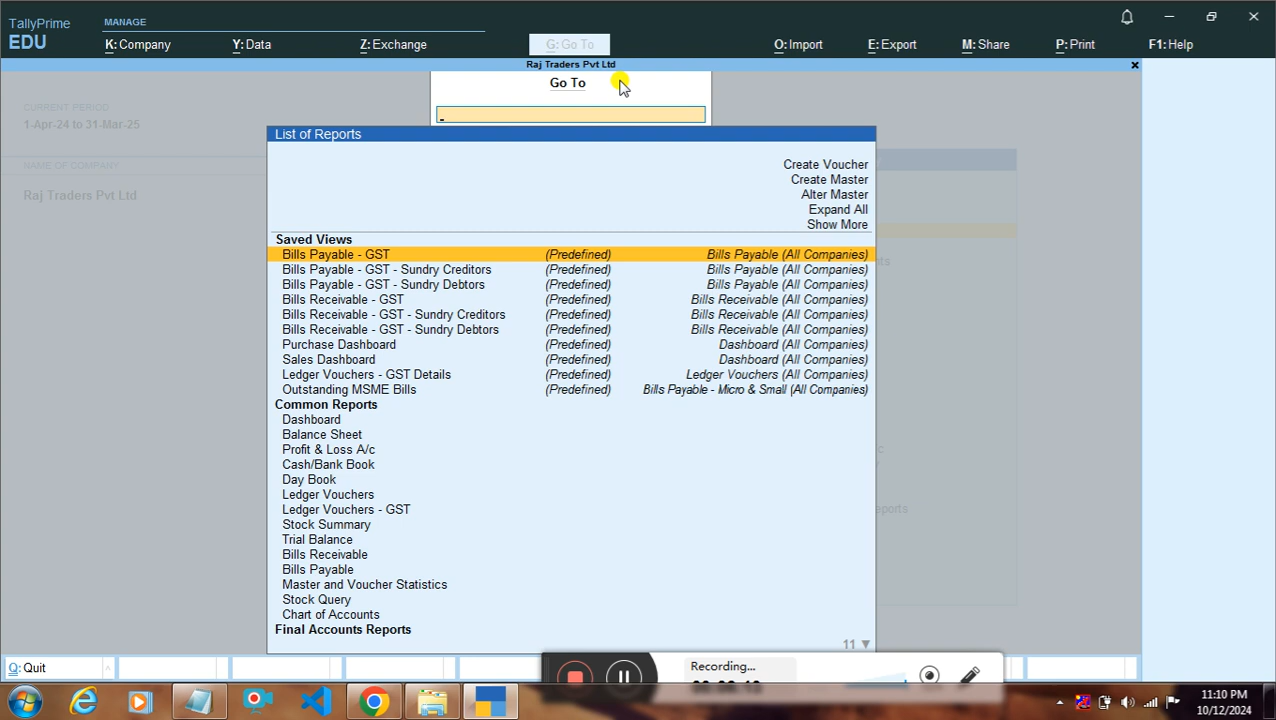 TallyPrime
EDU
MANAGE
K: Company
Y: Data
Z: Exchange
G: Go To
O: Import
E: Export
M: Share
P: Print
F1: Help
Raj Traders Pvt Ltd
CURRENT PERIOD
1-Apr-24 to 31-Mar-25
NAME OF COMPANY
Raj Traders Pvt Ltd
Go To
List of Reports
Create Voucher
Create Master
Alter Master
Expand All
Show More
Saved Views
Bills Payable - GST (Predefined) Bills Payable (All Companies)
Bills Payable - GST - Sundry Creditors (Predefined) Bills Payable (All Companies)
Bills Payable - GST - Sundry Debtors (Predefined) Bills Payable (All Companies)
Bills Receivable - GST (Predefined) Bills Receivable (All Companies)
Bills Receivable - GST - Sundry Creditors (Predefined) Bills Receivable (All Companies)
Bills Receivable - GST - Sundry Debtors (Predefined) Bills Receivable (All Companies)
Purchase Dashboard (Predefined) Dashboard (All Companies)
Sales Dashboard (Predefined) Dashboard (All Companies)
Ledger Vouchers - GST Details (Predefined) Ledger Vouchers (All Companies)
Outstanding MSME Bills (Predefined) Bills Payable - Micro & Small (All Companies)
Common Reports
Dashboard
Balance Sheet
Profit & Loss A/c
Cash/Bank Book
Day Book
Ledger Vouchers
Ledger Vouchers - GST
Stock Summary
Trial Balance
Bills Receivable
Bills Payable
Master and Voucher Statistics
Stock Query
Chart of Accounts
Final Accounts Reports
11
Q: Quit
Recording...
11:10 PM
10/12/2024